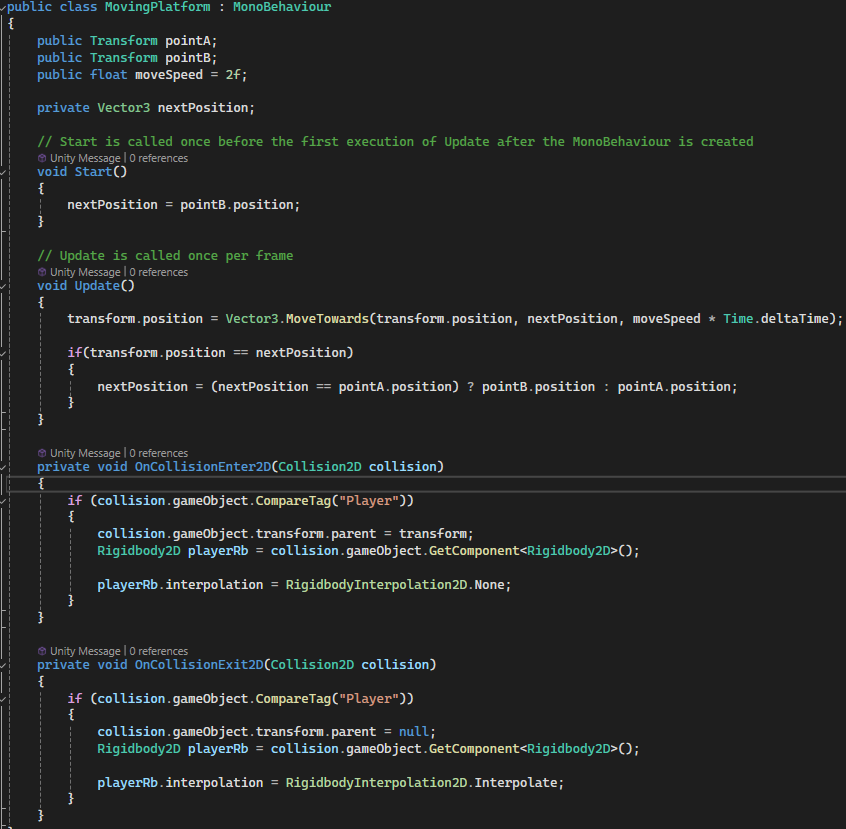 public class MovingPlatform : MonoBehaviour
{
    public Transform pointA;
    public Transform pointB;
    public float moveSpeed = 2f;

    private Vector3 nextPosition;

    // Start is called once before the first execution of Update after the MonoBehaviour is created
    Unity Message | 0 references
    void Start()
    {
        nextPosition = pointB.position;
    }

    // Update is called once per frame
    Unity Message | 0 references
    void Update()
    {
        transform.position = Vector3.MoveTowards(transform.position, nextPosition, moveSpeed * Time.deltaTime);

        if(transform.position == nextPosition)
        {
            nextPosition = (nextPosition == pointA.position) ? pointB.position : pointA.position;
        }
    }

    Unity Message | 0 references
    private void OnCollisionEnter2D(Collision2D collision)
    {
        if (collision.gameObject.CompareTag("Player"))
        {
            collision.gameObject.transform.parent = transform;
            Rigidbody2D playerRb = collision.gameObject.GetComponent<Rigidbody2D>();

            playerRb.interpolation = RigidbodyInterpolation2D.None;
        }
    }

    Unity Message | 0 references
    private void OnCollisionExit2D(Collision2D collision)
    {
        if (collision.gameObject.CompareTag("Player"))
        {
            collision.gameObject.transform.parent = null;
            Rigidbody2D playerRb = collision.gameObject.GetComponent<Rigidbody2D>();

            playerRb.interpolation = RigidbodyInterpolation2D.Interpolate;
        }
    }